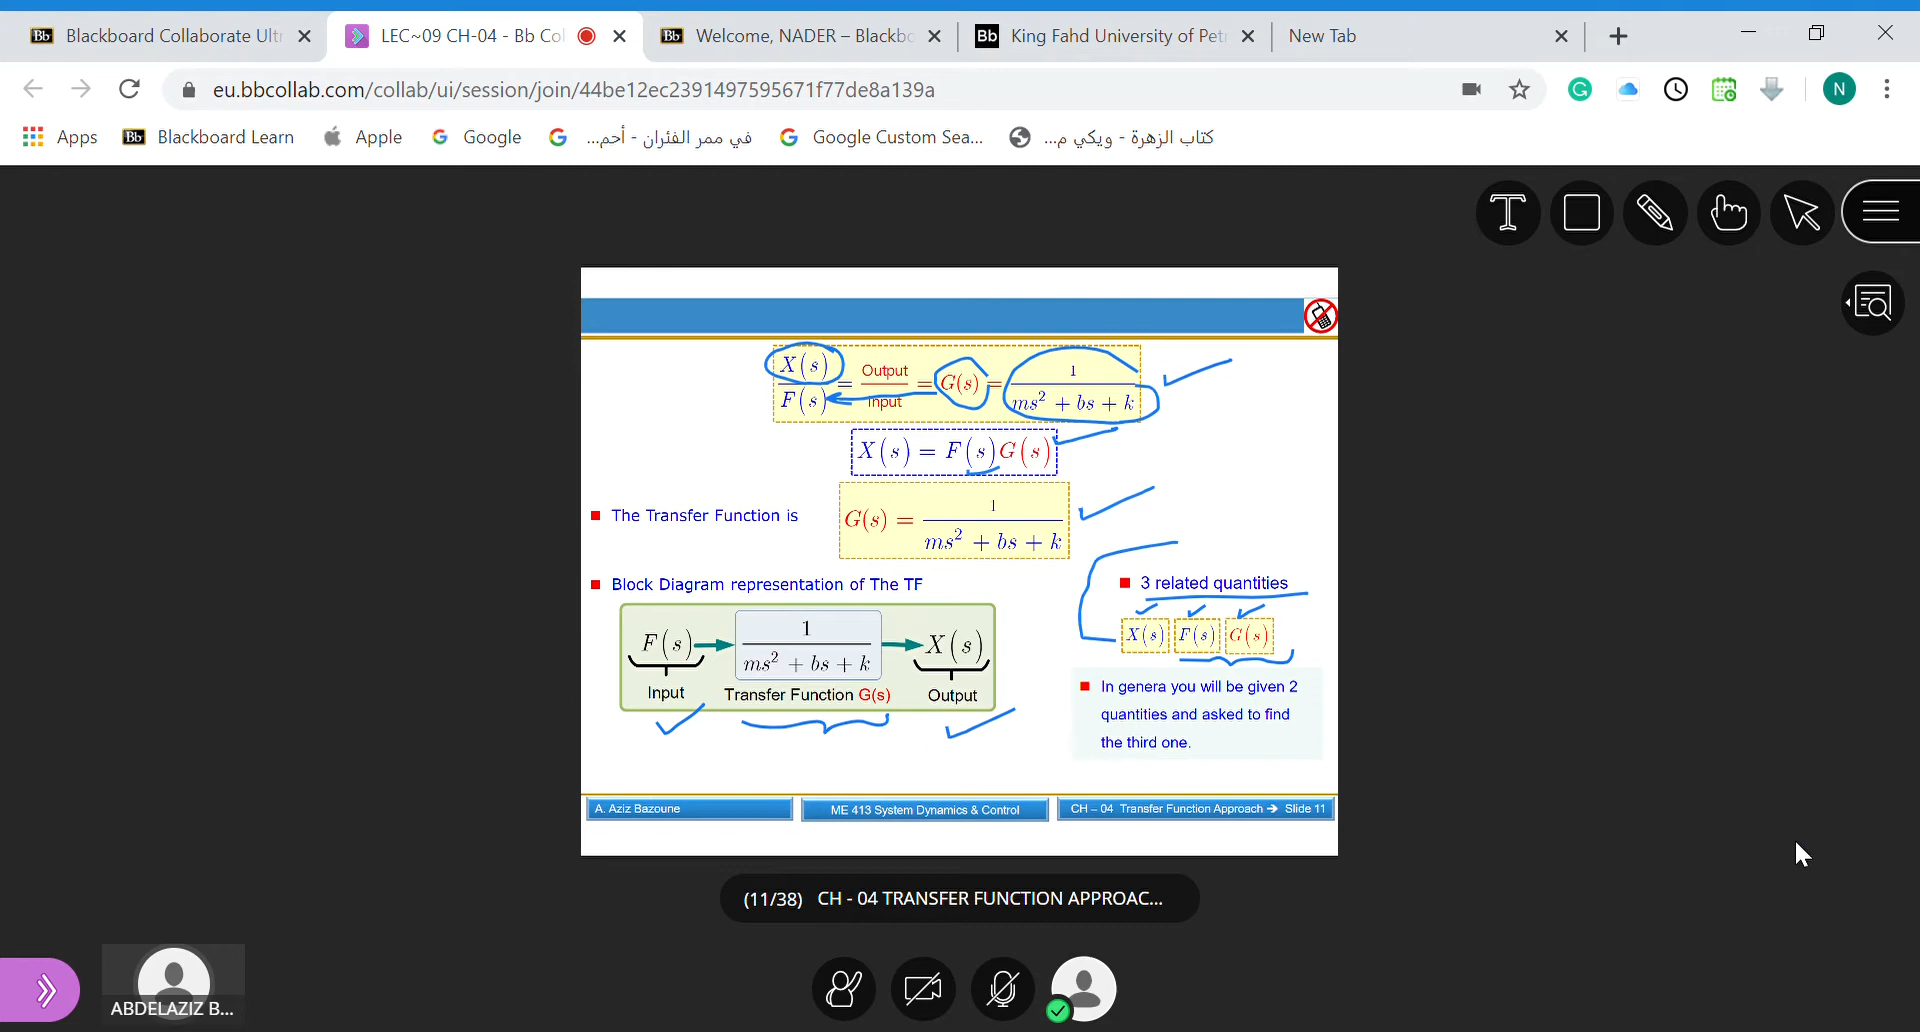 Blackboard Collaborate Ult
LEC~09 CH-04 - Bb Col
Welcome, NADER – Blackbo
King Fahd University of Pet
New Tab
eu.bbcollab.com/collab/ui/session/join/44be12ec2391497595671f77de8a139a
N
Apps
Blackboard Learn
Apple
Google
في ممر الفئران - أحم...
Google Custom Sea...
كتاب الزهرة - ويكي م...
X(s) / F(s) = Output / Input = G(s) = 1 / ms² + bs + k
X(s) = F(s)G(s)
The Transfer Function is G(s) = 1 / ms² + bs + k
Block Diagram representation of The TF
F(s) 1 / ms² + bs + k X(s)
Input Transfer Function G(s) Output
3 related quantities
X(s) F(s) G(s)
In genera you will be given 2
quantities and asked to find
the third one.
A. Aziz Bazoune
ME 413 System Dynamics & Control
CH – 04 Transfer Function Approach ➔ Slide 11
(11/38) CH - 04 TRANSFER FUNCTION APPROAC...
ABDELAZIZ B...